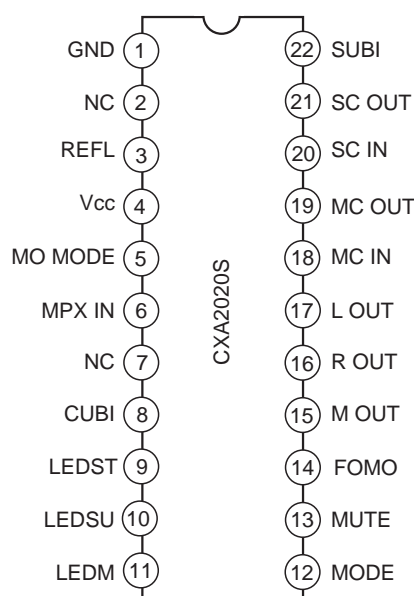 GND 1 22 SUBI
NC 2 21 SC OUT
REFL 3 20 SC IN
Vcc 4 19 MC OUT
MO MODE 5 18 MC IN
MPX IN 6 CXA2020S 17 L OUT
NC 7 16 R OUT
CUBI 8 15 M OUT
LEDST 9 14 FOMO
LEDSU 10 13 MUTE
LEDM 11 12 MODE